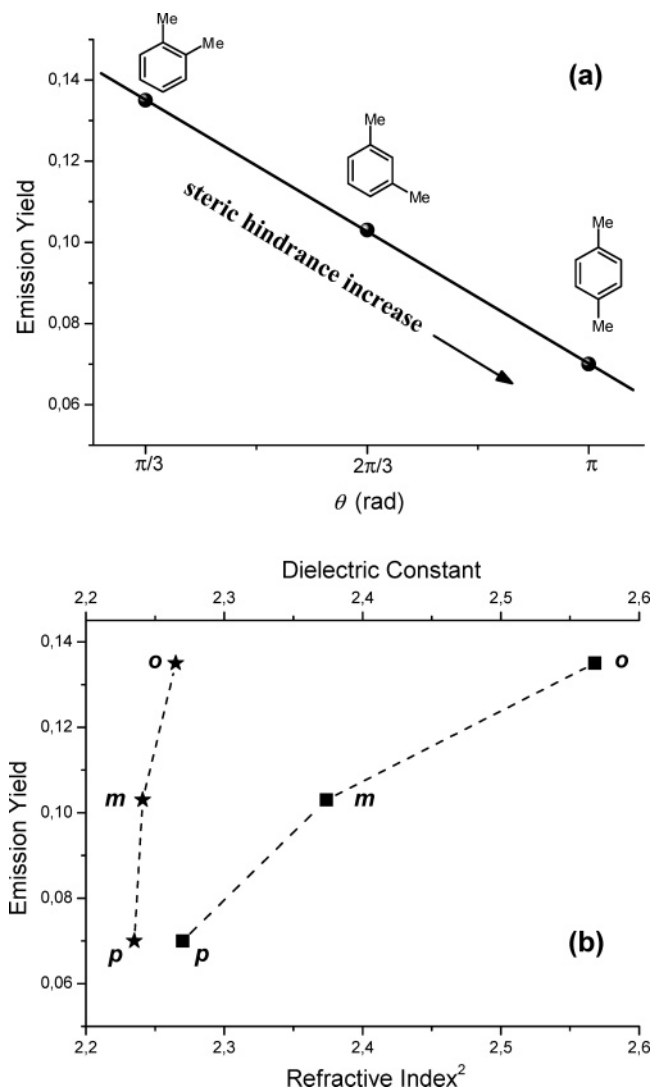 Me
Me
(a)
0,14
0,12
0,10
0,08
0,06
Emission Yield
Me
Me
Me
Me
steric hindrance increase
π/3
2π/3
π
θ (rad)
Dielectric Constant
2,2
2,3
2,4
2,5
2,6
0,14
0,12
0,10
0,08
0,06
Emission Yield
o
o
m
m
p
p
(b)
2,2
2,3
2,4
2,5
2,6
Refractive Index²